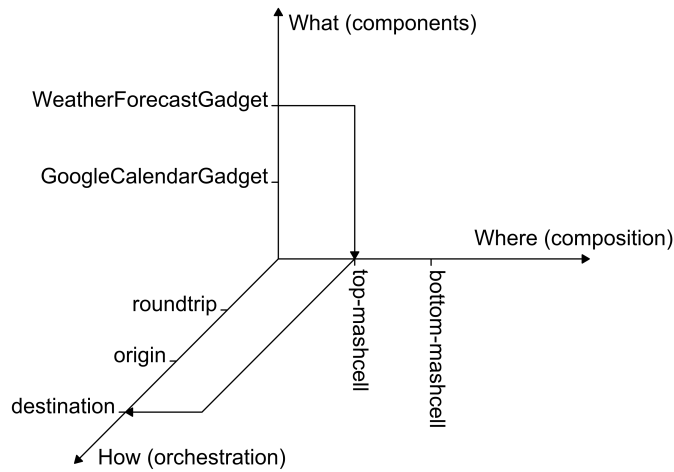 What (components)
WeatherForecastGadget
GoogleCalendarGadget
Where (composition)
top-mashcell
bottom-mashcell
roundtrip
origin
destination
How (orchestration)